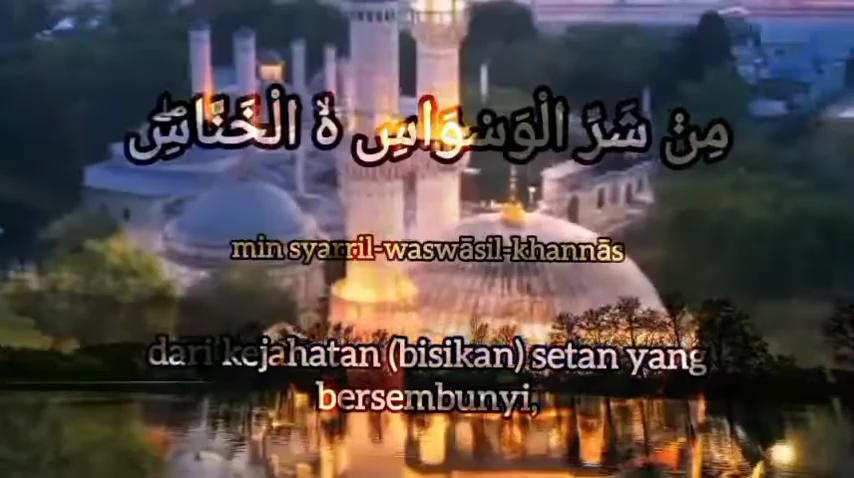 مِنْ شَرِّ الْوَسْوَاسِ ەۙ الْخَنَّاسِۖ
min syarril-waswāsil-khannās
dari kejahatan (bisikan) setan yang
bersembunyi,